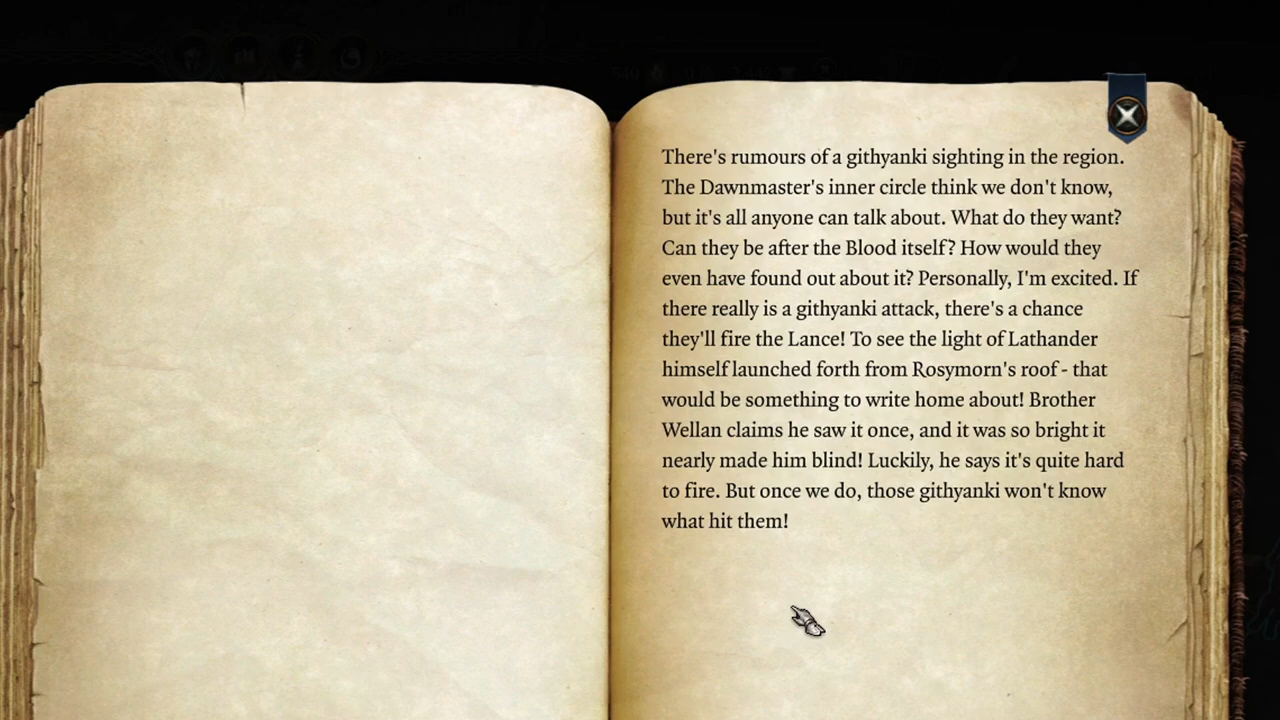 There's rumours of a githyanki sighting in the region.
The Dawnmaster's inner circle think we don't know,
but it's all anyone can talk about. What do they want?
Can they be after the Blood itself? How would they
even have found out about it? Personally, I'm excited. If
there really is a githyanki attack, there's a chance
they'll fire the Lance! To see the light of Lathander
himself launched forth from Rosymorn's roof - that
would be something to write home about! Brother
Wellan claims he saw it once, and it was so bright it
nearly made him blind! Luckily, he says it's quite hard
to fire. But once we do, those githyanki won't know
what hit them!